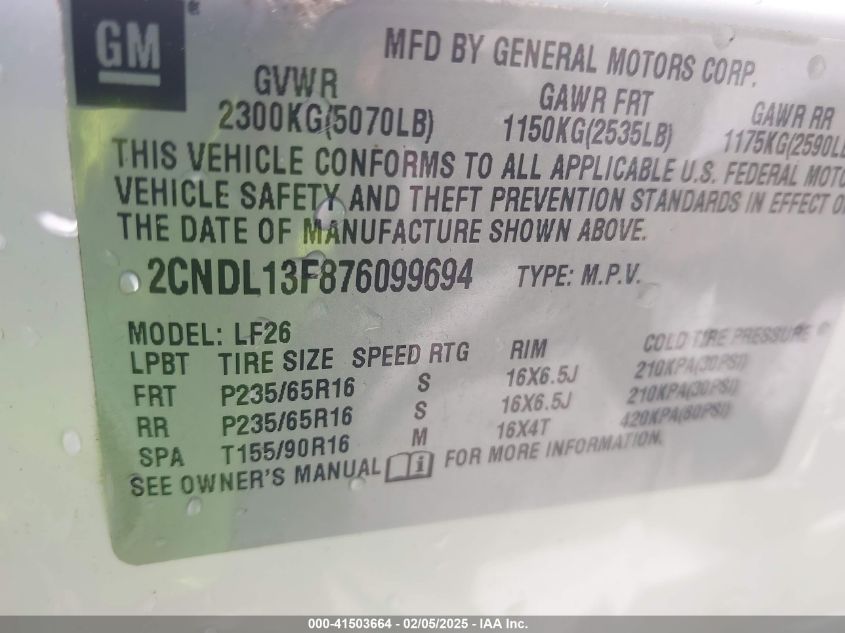 GM
MFD BY GENERAL MOTORS CORP.
GVWR GAWR FRT GAWR RR
2300KG(5070LB) 1150KG(2535LB) 1175KG(2590LB
THIS VEHICLE CONFORMS TO ALL APPLICABLE U.S. FEDERAL MOTO
VEHICLE SAFETY AND THEFT PREVENTION STANDARDS IN EFFECT O
THE DATE OF MANUFACTURE SHOWN ABOVE.
2CNDL13F876099694 TYPE: M.P.V.
MODEL: LF26
LPBT TIRE SIZE SPEED RTG RIM COLD TIRE PRESSURE
FRT P235/65R16 S 16X6.5J 210KPA(30PSI)
RR P235/65R16 S 16X6.5J 210KPA(30PSI)
SPA T155/90R16 M 16X4T 420KPA(60PSI)
SEE OWNER'S MANUAL i FOR MORE INFORMATION.
000-41503664 - 02/05/2025 - IAA Inc.